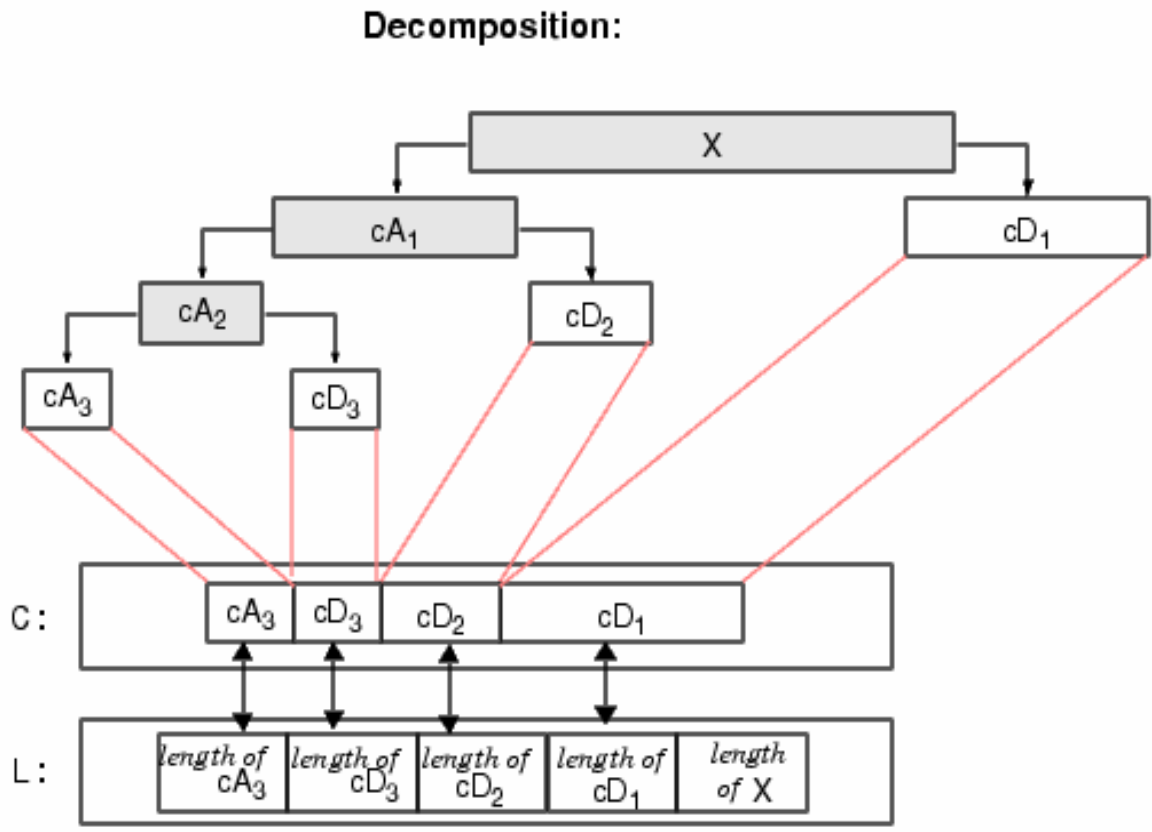 Decomposition:
X
cA₁
cD₁
cA₂
cD₂
cA₃
cD₃
C: cA₃ cD₃ cD₂ cD₁
L: length of cA₃ length of cD₃ length of cD₂ length of cD₁ length of X